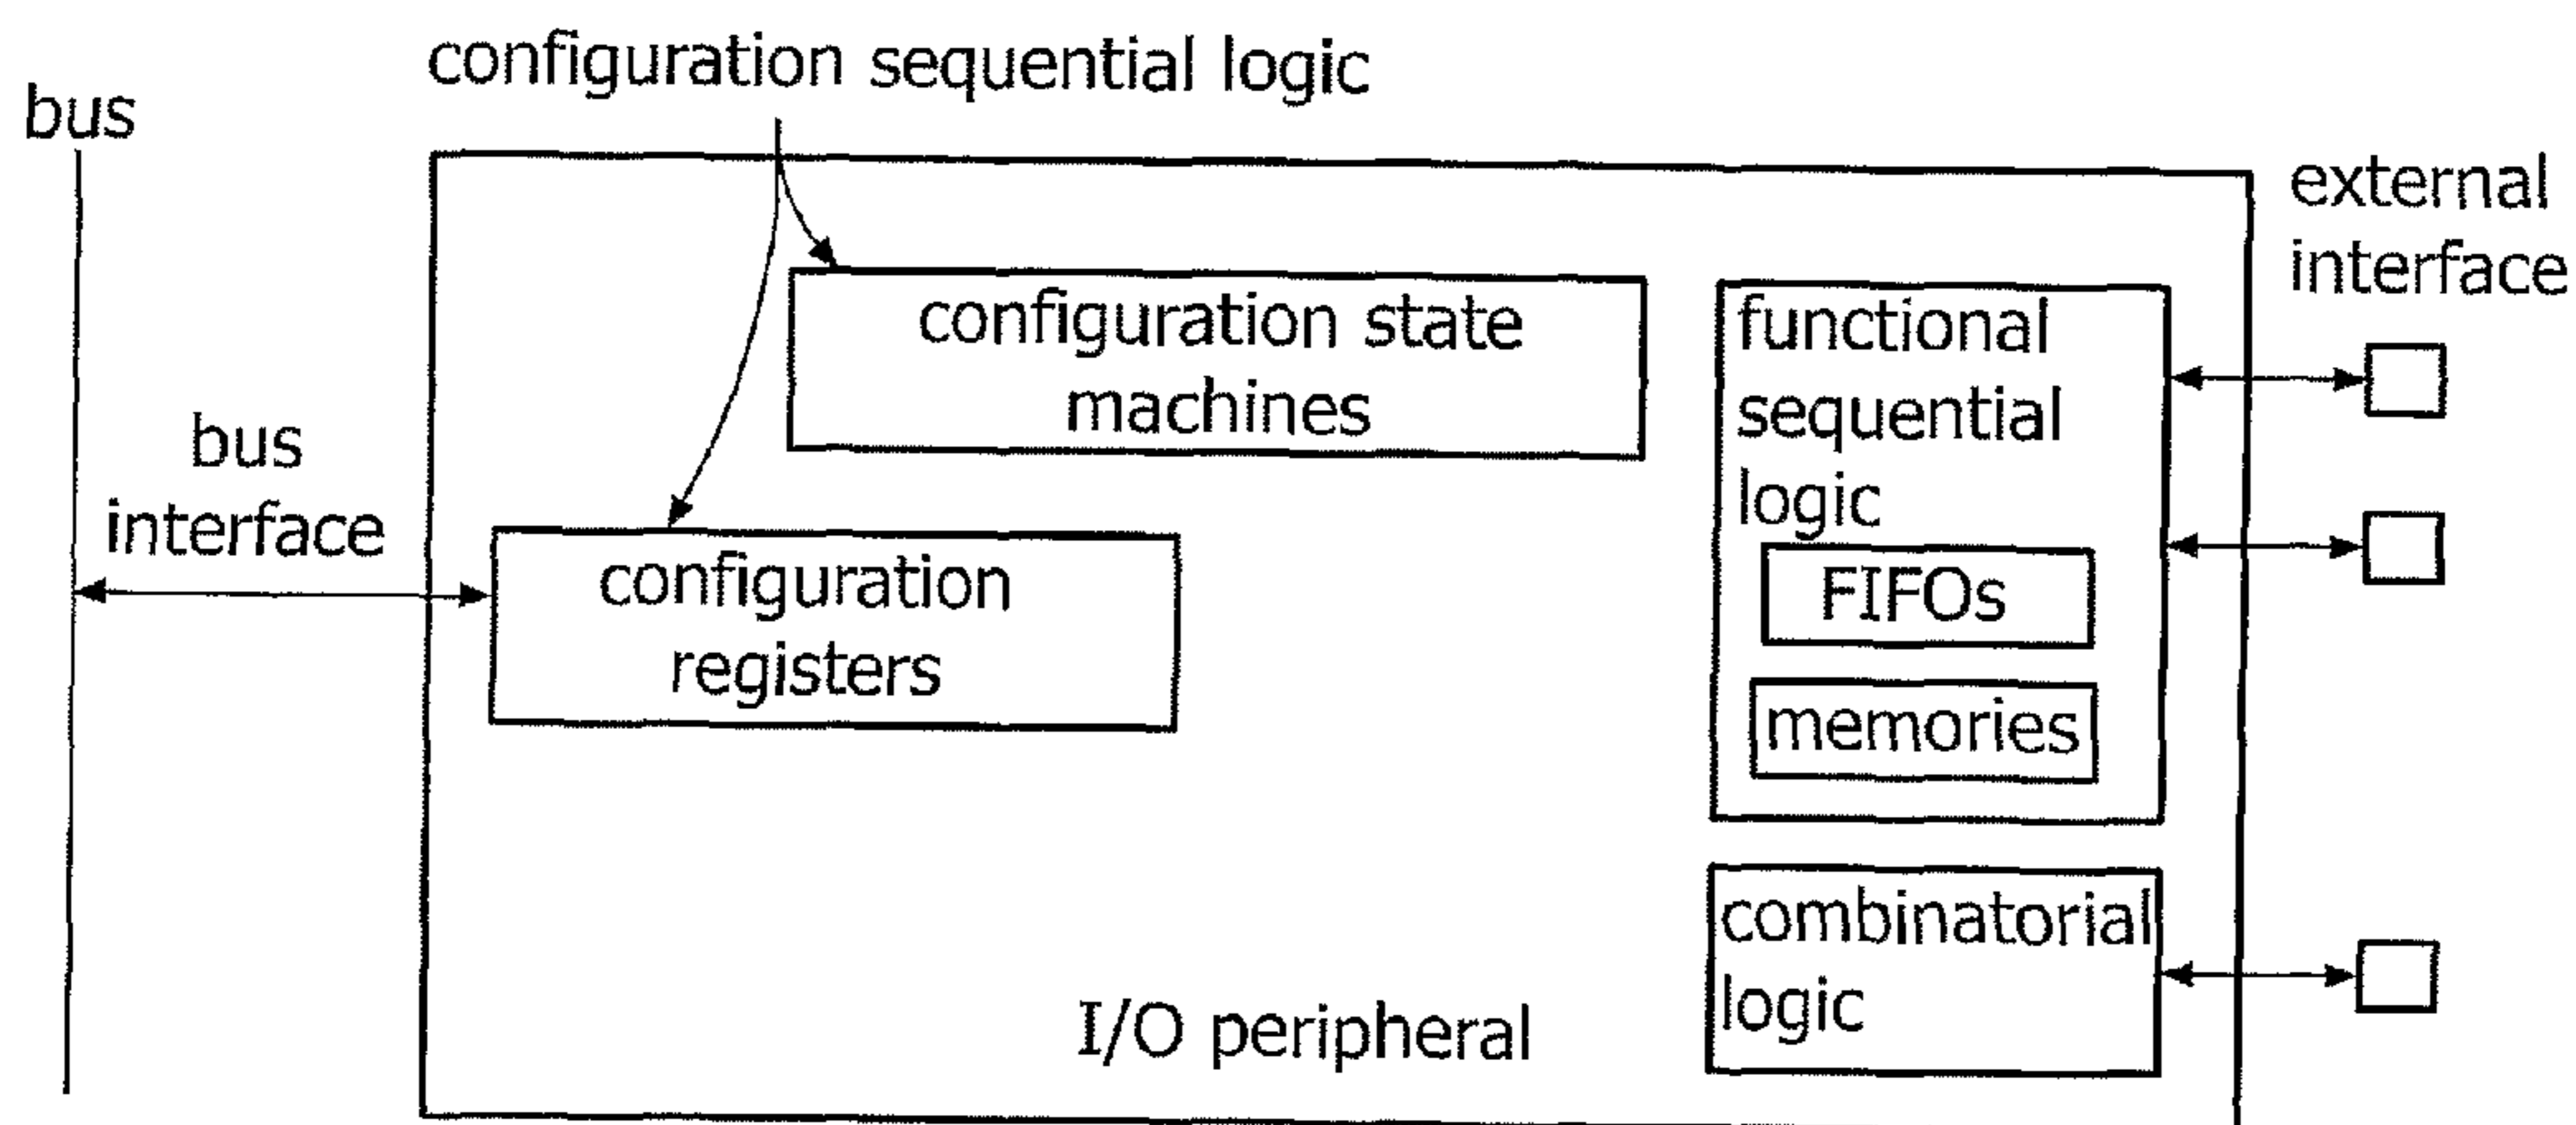 configuration sequential logic
bus
external
interface
configuration state
machines
functional
sequential
logic
bus
interface
configuration
registers
FIFOs
memories
combinatorial
logic
I/O peripheral